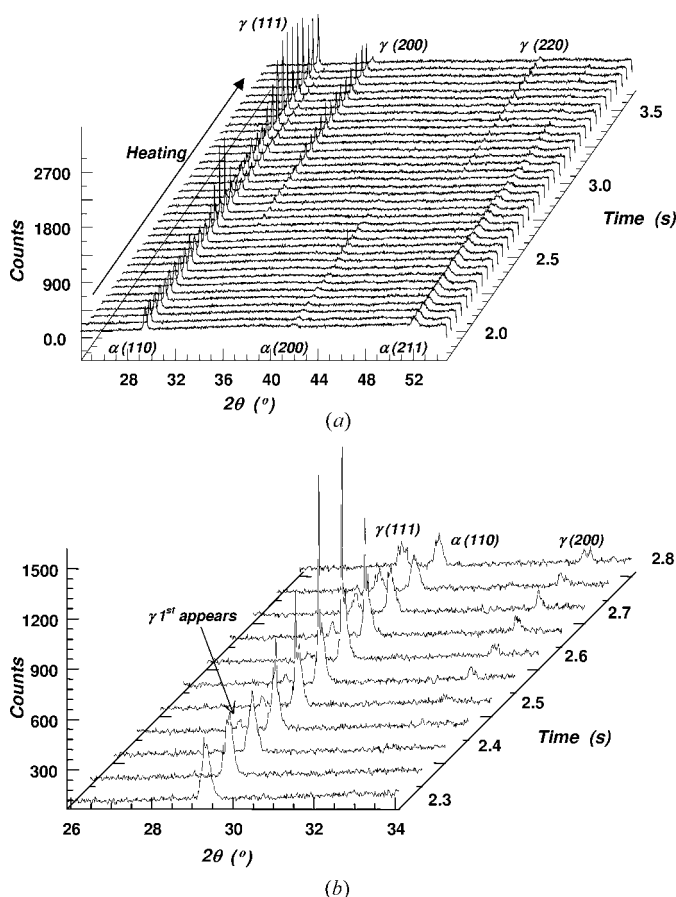 γ (111)
γ (200)
γ (220)
3.5
Heating
2700
3.0
Time (s)
1800
2.5
Counts
900
2.0
0.0
α (110)
α (200)
α (211)
28 32 36 40 44 48 52
2θ (°)
(a)
γ (111)
α (110)
γ (200)
1500
2.8
γ 1st appears
2.7
1200
2.6
Counts
900
2.5
Time (s)
600
2.4
300
2.3
26 28 30 32 34
2θ (°)
(b)